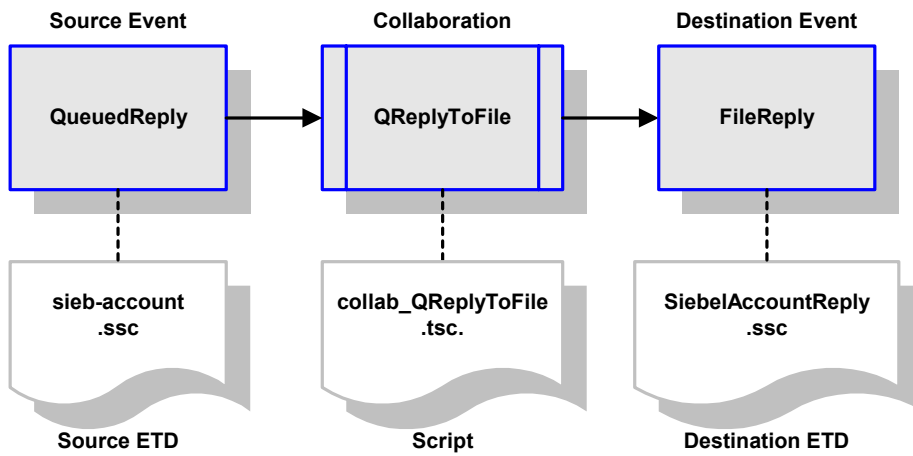 Source Event
Collaboration
Destination Event
QueuedReply
QReplyToFile
FileReply
sieb-account
.ssc
collab_QReplyToFile
.tsc.
SiebelAccountReply
.ssc
Source ETD
Script
Destination ETD